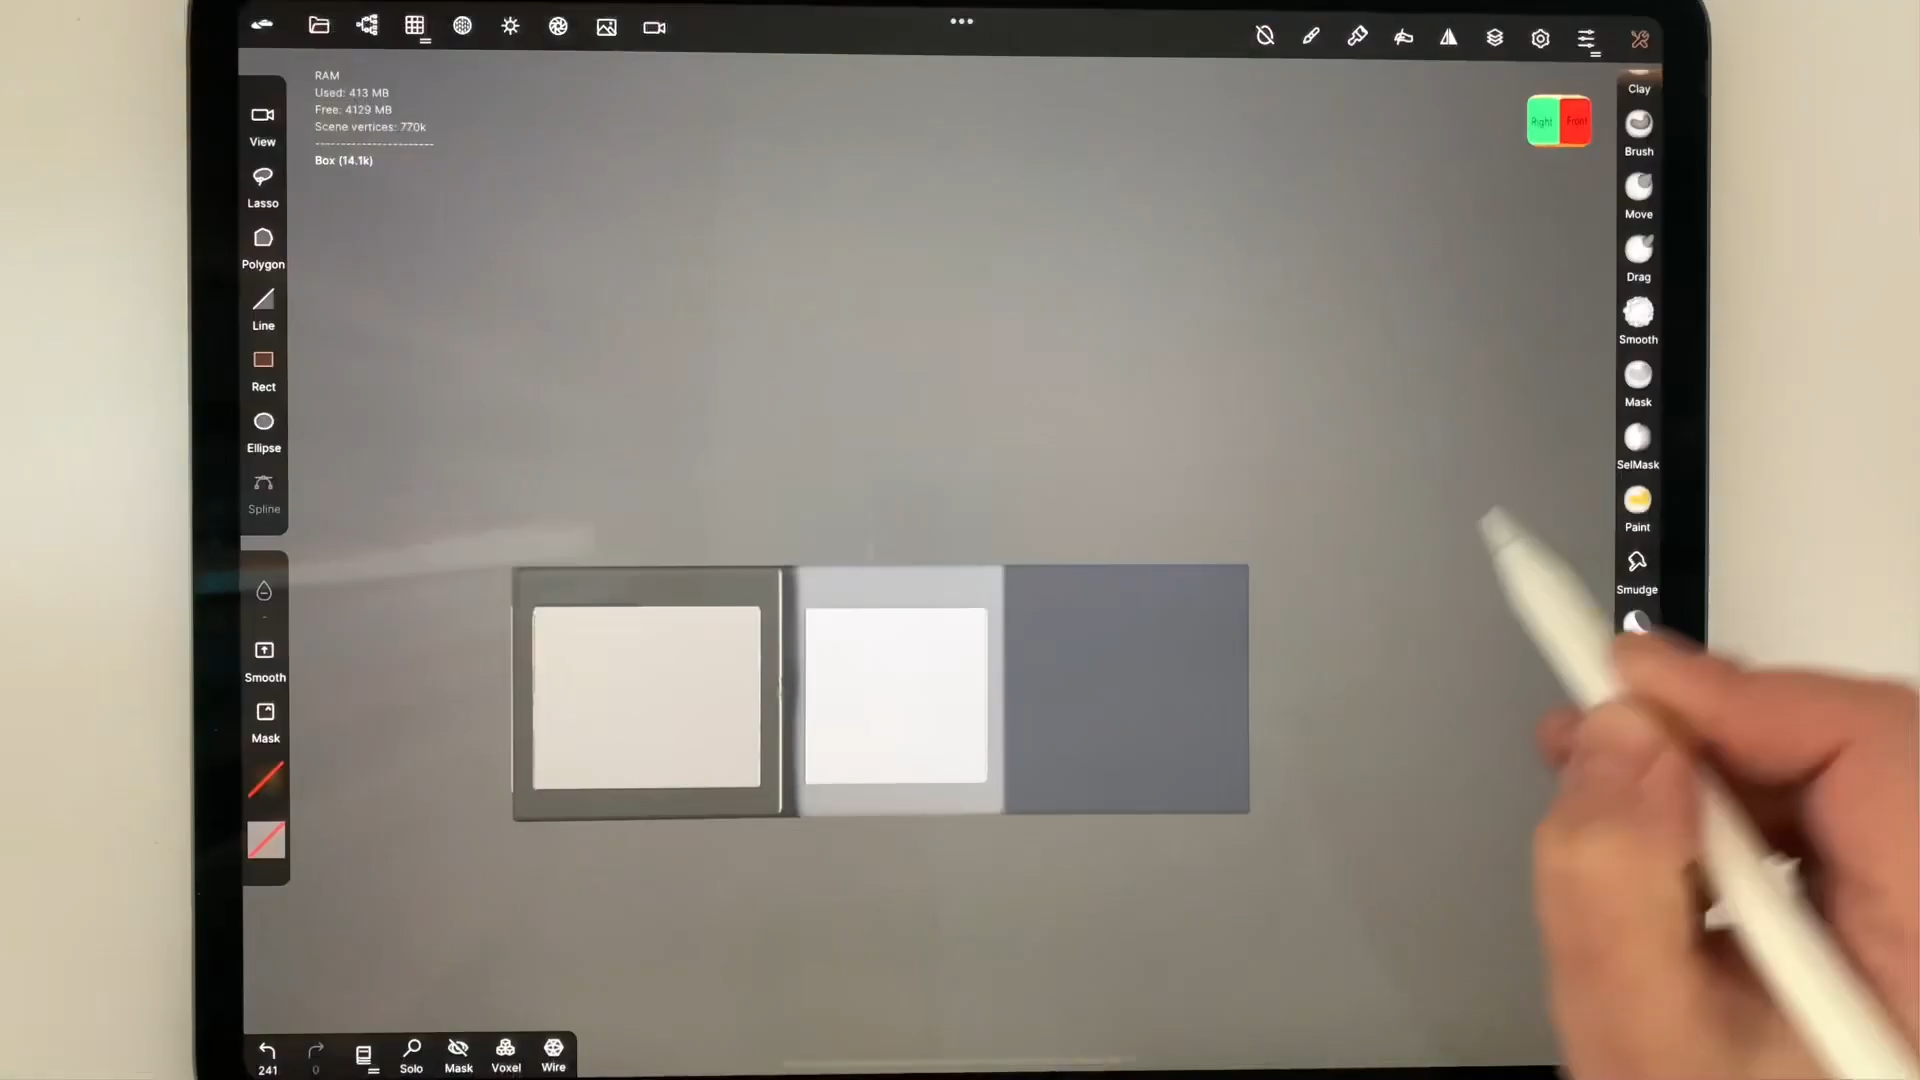 RAM
Used: 413 MB
Free: 4129 MB
Scene vertices: 770k
Box (14.1k)
View
Lasso
Polygon
Line
Rect
Ellipse
Spline
Smooth
Mask
Right
Front
Clay
Brush
Move
Drag
Smooth
Mask
SelMask
Paint
Smudge
241
0
Solo
Mask
Voxel
Wire